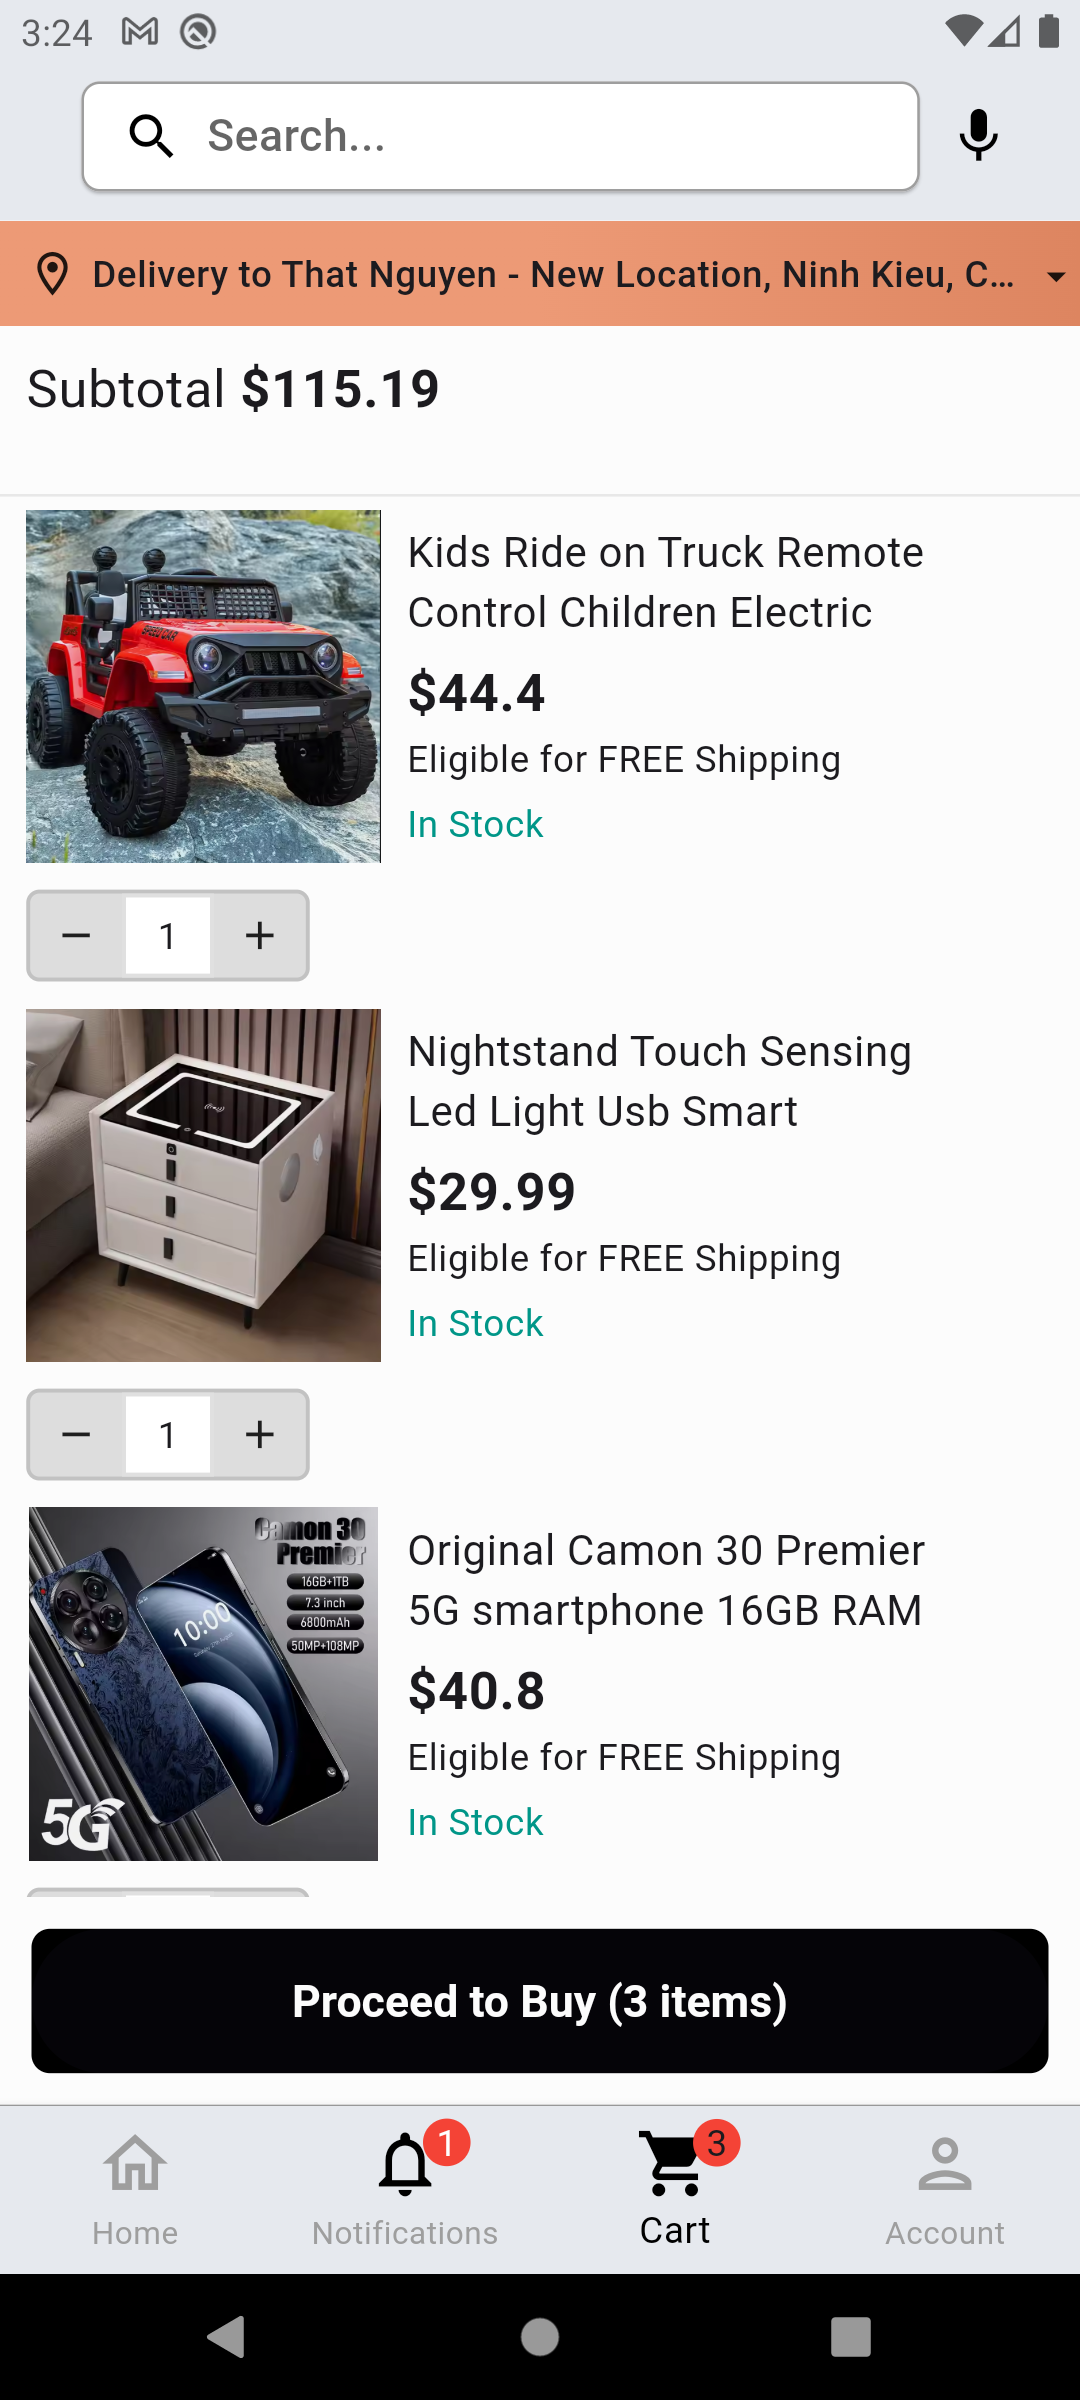 3:24
Search...
Delivery to That Nguyen - New Location, Ninh Kieu, C...
Subtotal $115.19
Kids Ride on Truck Remote
Control Children Electric
$44.4
Eligible for FREE Shipping
In Stock
1
Nightstand Touch Sensing
Led Light Usb Smart
$29.99
Eligible for FREE Shipping
In Stock
1
Camon 30
Premier
16GB+1TB
7.3 inch
6800mAh
50MP+108MP
10:00
5G
Original Camon 30 Premier
5G smartphone 16GB RAM
$40.8
Eligible for FREE Shipping
In Stock
Proceed to Buy (3 items)
1
3
Home
Notifications
Cart
Account